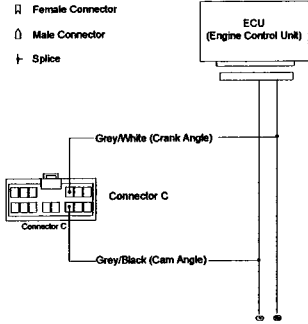 Female Connector
Male Connector
Splice
ECU
(Engine Control Unit)
Grey/White (Crank Angle)
Connector C
Connector C
Grey/Black (Cam Angle)